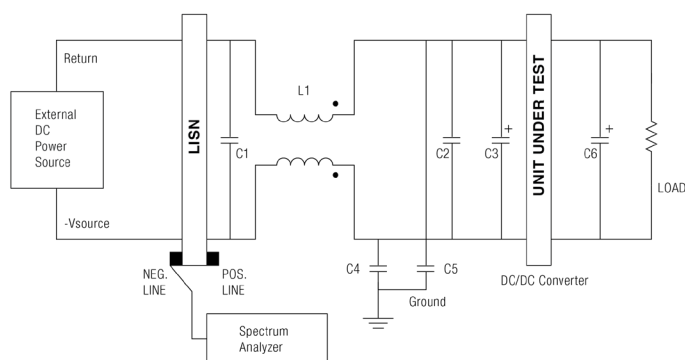 Return
L1
External
DC
Power
Source
LISN
C1
C2
C3
+
UNIT UNDER TEST
C6
+
LOAD
-Vsource
NEG.
LINE
POS.
LINE
C4
C5
Ground
DC/DC Converter
Spectrum
Analyzer